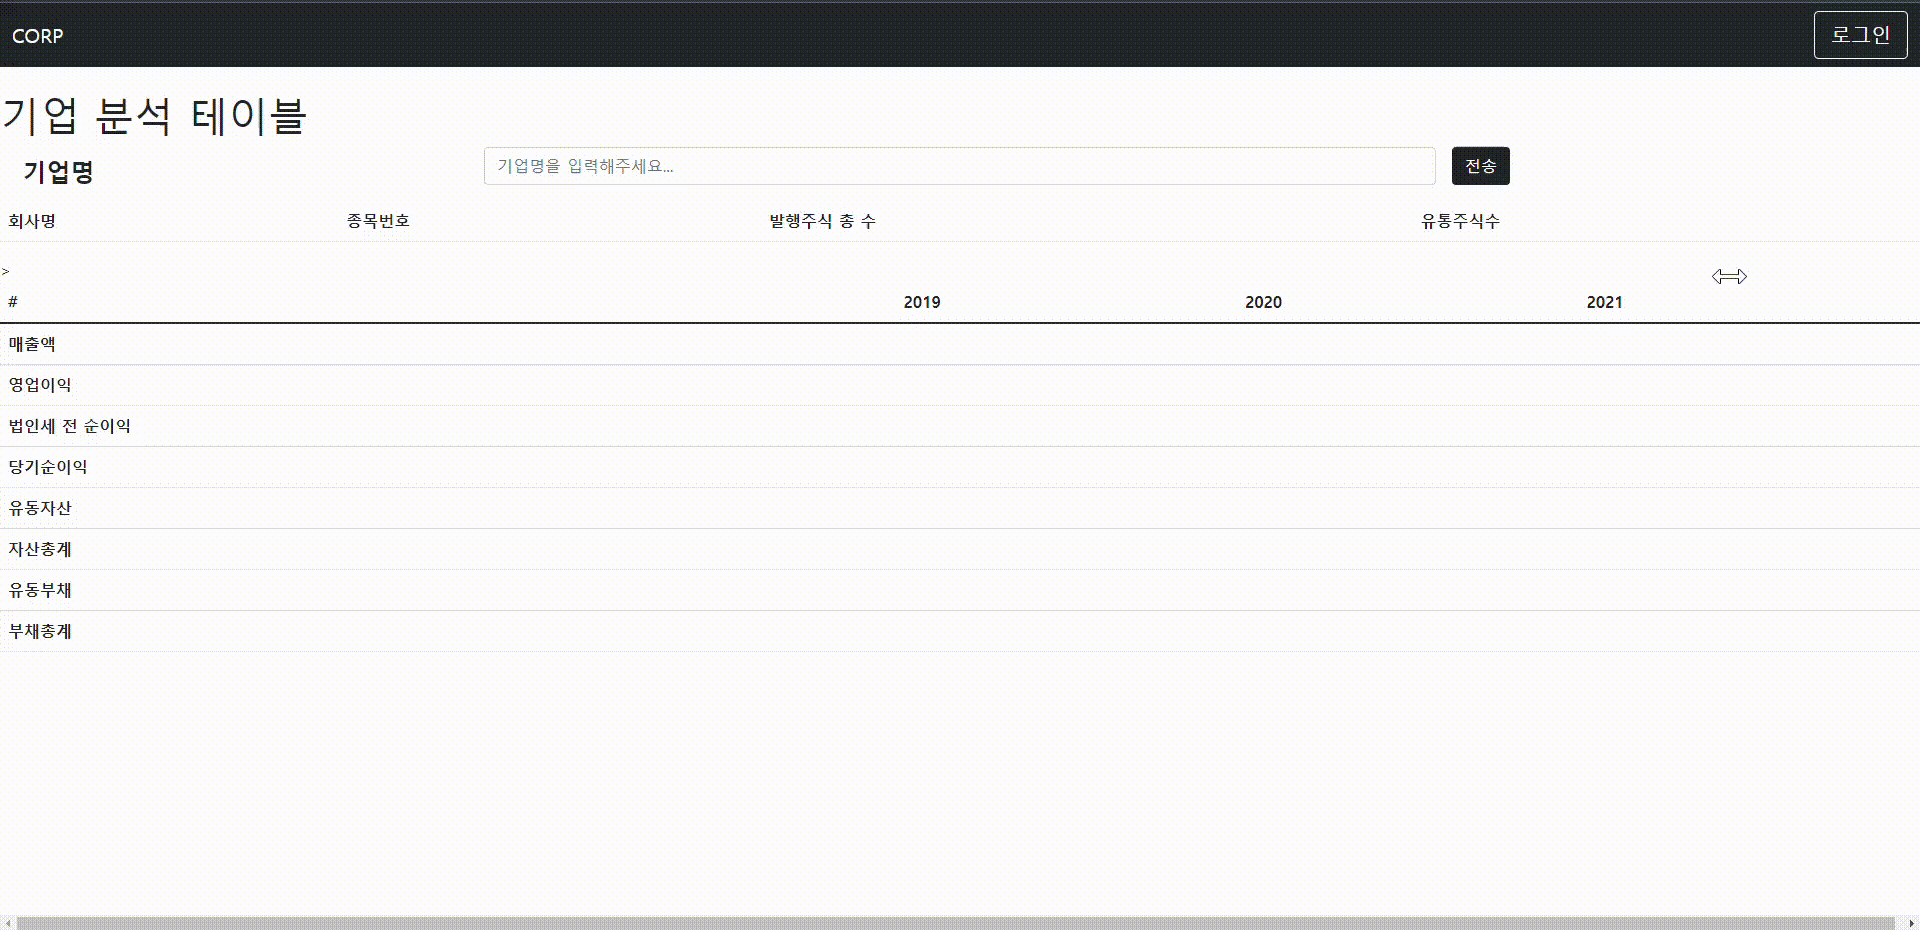 CORP 로그인
기업 분석 테이블
기업명 기업명을 입력해주세요... 전송
회사명 종목번호 발행주식 총 수 유통주식수
>
# 2019 2020 2021
매출액
영업이익
법인세 전 순이익
당기순이익
유동자산
자산총계
유동부채
부채총계